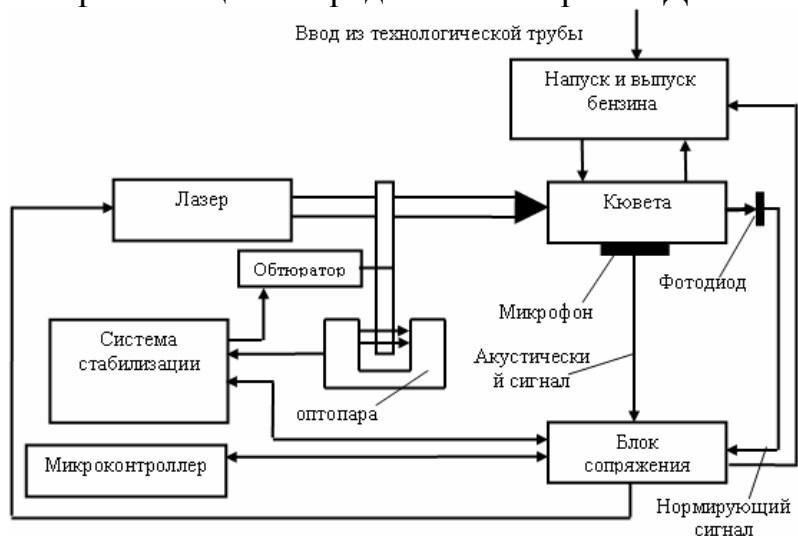 Ввод из технологической трубы
Напуск и выпуск
бензина
Лазер
Кювета
Обтюратор
Фотодиод
Микрофон
Система
стабилизации
Акустически
й сигнал
оптопара
Блок
сопряжения
Микроконтроллер
Нормирующий
сигнал